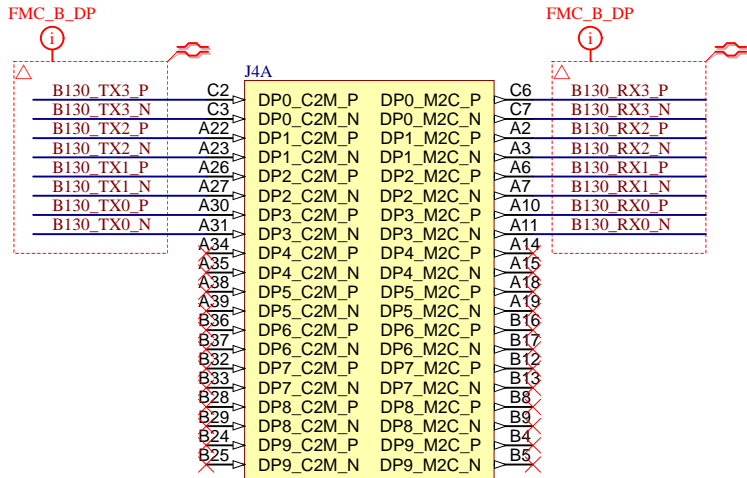 FMC_B_DP FMC_B_DP
i i
J4A
B130_TX3_P C2 DP0_C2M_P DP0_M2C_P C6 B130_RX3_P
B130_TX3_N C3 DP0_C2M_N DP0_M2C_N C7 B130_RX3_N
B130_TX2_P A22 DP1_C2M_P DP1_M2C_P A2 B130_RX2_P
B130_TX2_N A23 DP1_C2M_N DP1_M2C_N A3 B130_RX2_N
B130_TX1_P A26 DP2_C2M_P DP2_M2C_P A6 B130_RX1_P
B130_TX1_N A27 DP2_C2M_N DP2_M2C_N A7 B130_RX1_N
B130_TX0_P A30 DP3_C2M_P DP3_M2C_P A10 B130_RX0_P
B130_TX0_N A31 DP3_C2M_N DP3_M2C_N A11 B130_RX0_N
A34 DP4_C2M_P DP4_M2C_P A14
A35 DP4_C2M_N DP4_M2C_N A15
A38 DP5_C2M_P DP5_M2C_P A18
A39 DP5_C2M_N DP5_M2C_N A19
B36 DP6_C2M_P DP6_M2C_P B16
B37 DP6_C2M_N DP6_M2C_N B17
B32 DP7_C2M_P DP7_M2C_P B12
B33 DP7_C2M_N DP7_M2C_N B13
B28 DP8_C2M_P DP8_M2C_P B8
B29 DP8_C2M_N DP8_M2C_N B9
B24 DP9_C2M_P DP9_M2C_P B4
B25 DP9_C2M_N DP9_M2C_N B5